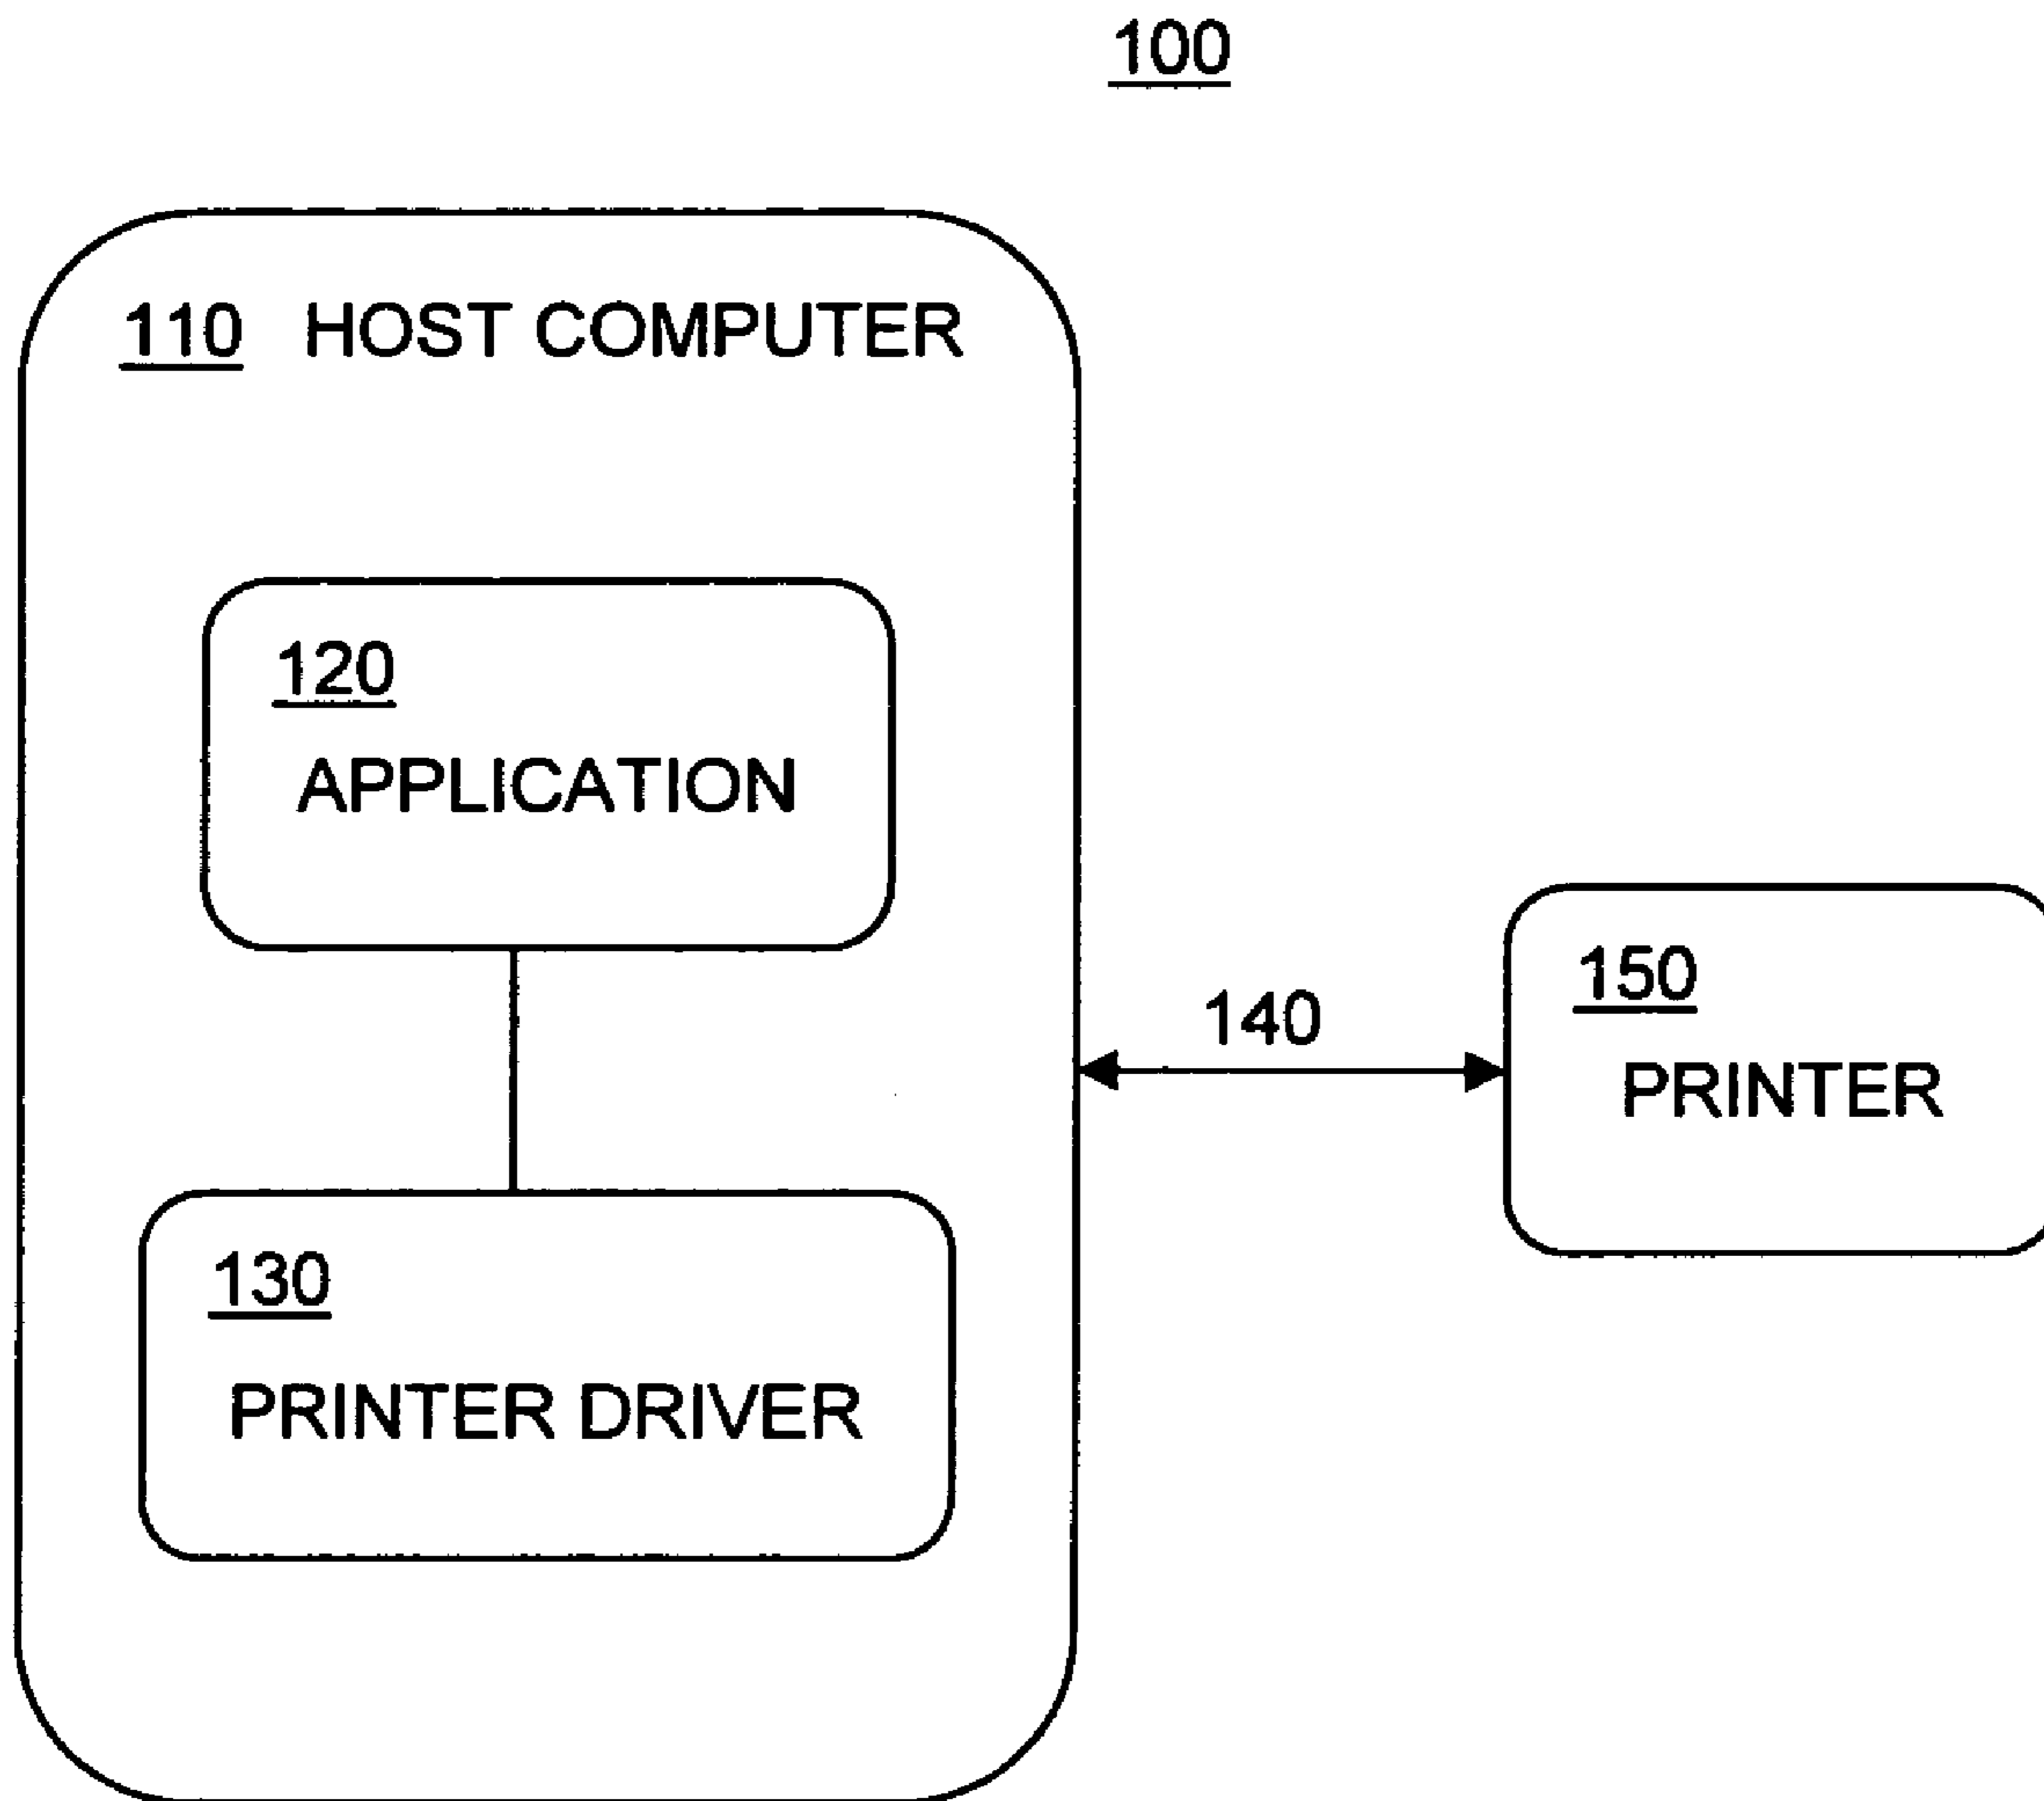 100
110 HOST COMPUTER
120
APPLICATION
140
150
PRINTER
130
PRINTER DRIVER